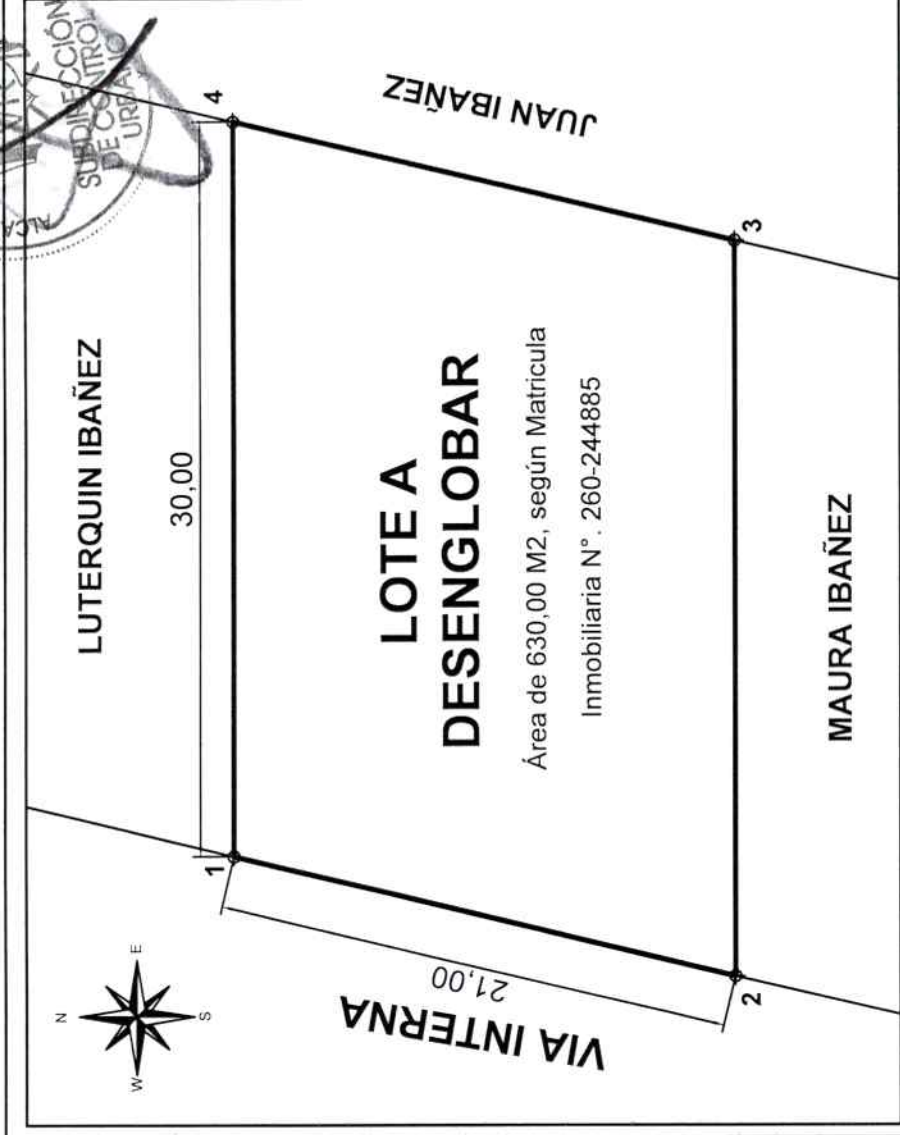 ALCA
SUBDIRECCIÓN
DE CONTROL
URBANO
N
W
E
S
LUTERQUIN IBAÑEZ
30,00
1
4
VIA INTERNA
21,00
LOTE A
DESENGLOBAR
Área de 630,00 M2, según Matricula
Inmobiliaria N°. 260-244885
JUAN IBAÑEZ
2
3
MAURA IBAÑEZ